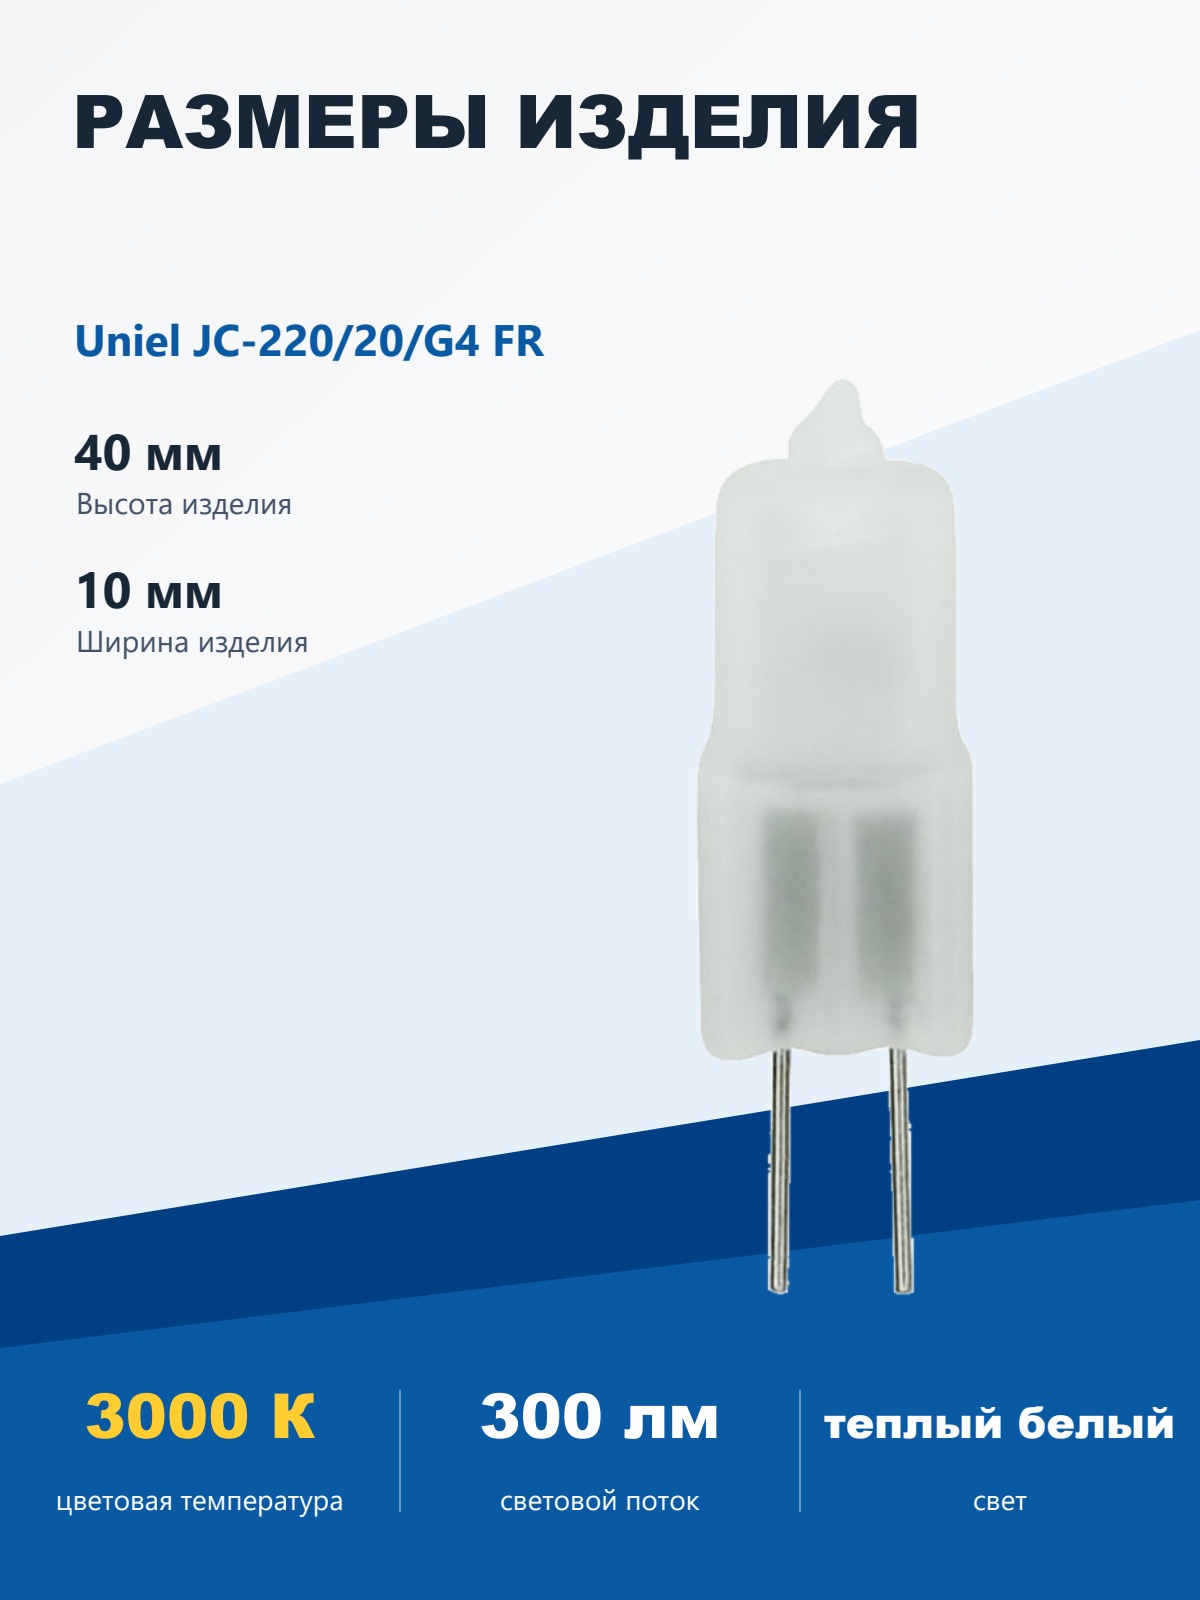 РАЗМЕРЫ ИЗДЕЛИЯ
Uniel JC-220/20/G4 FR
40 мм
Высота изделия
10 мм
Ширина изделия
3000 К
цветовая температура
300 лм
световой поток
теплый белый
свет